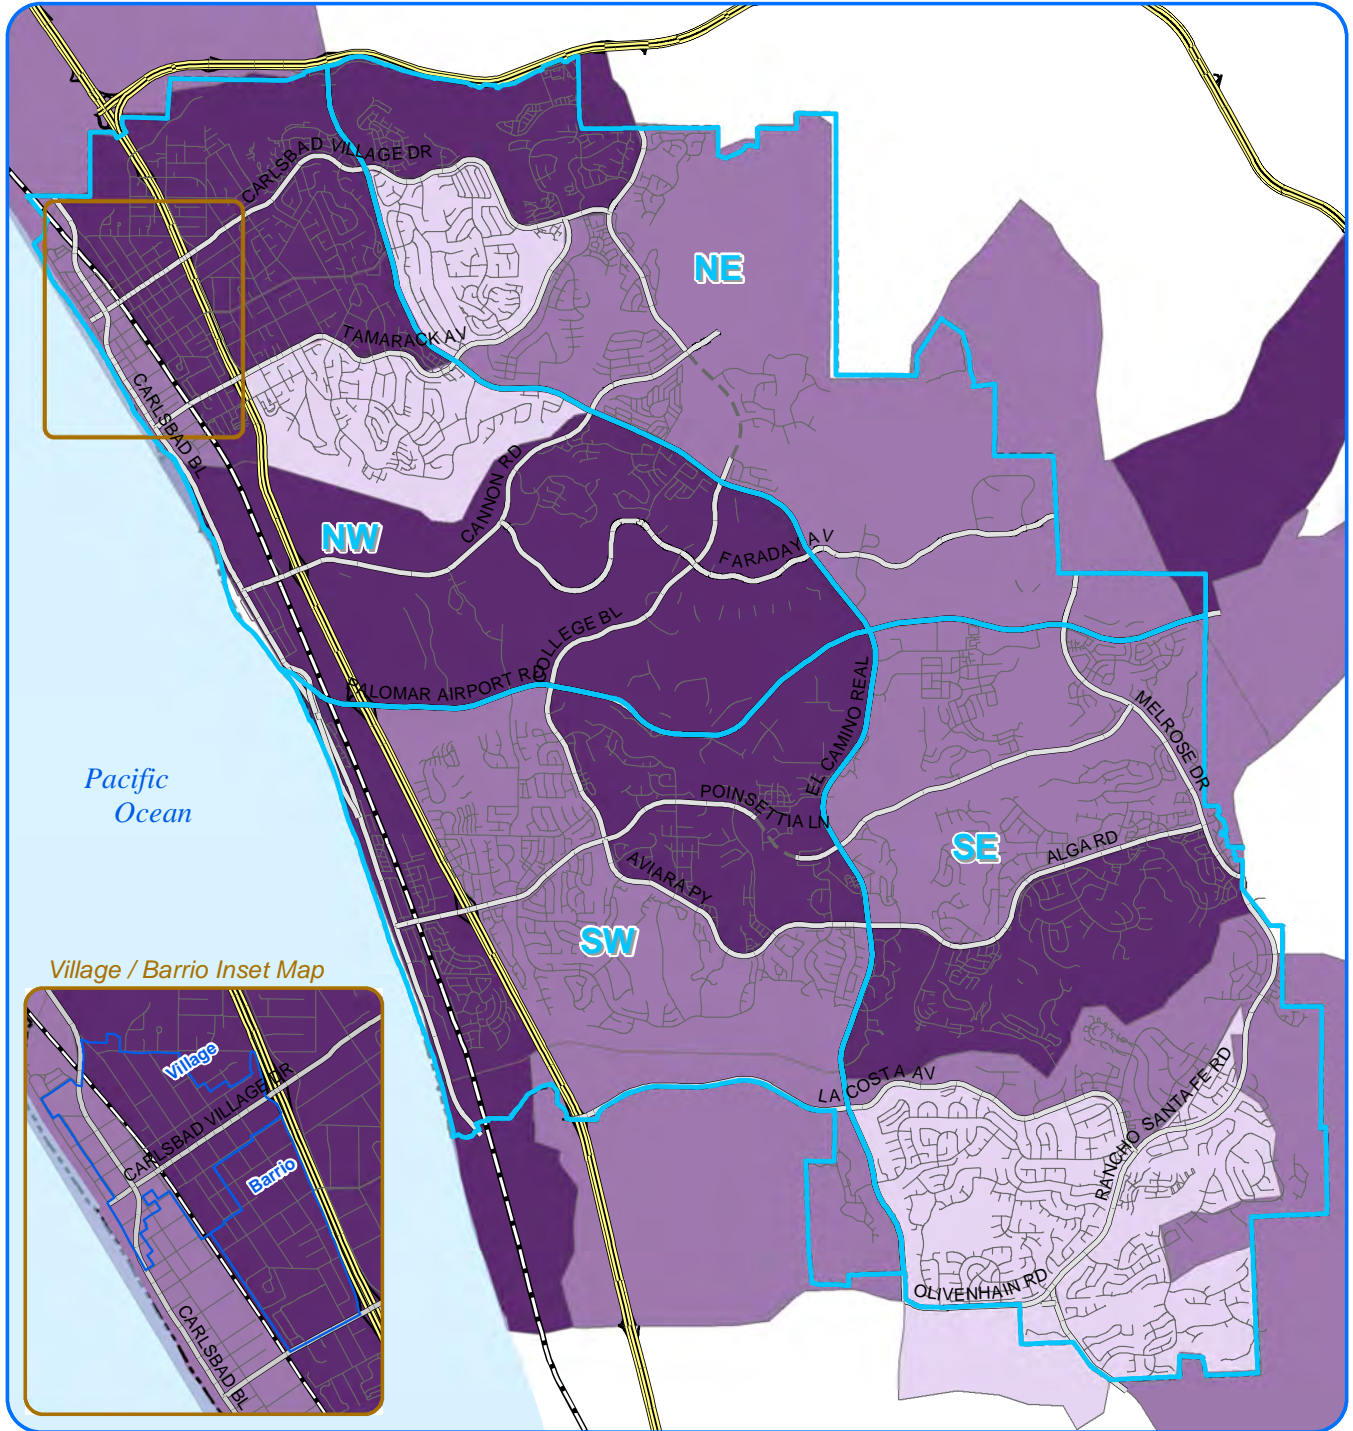 CARLSBAD VILLAGE DR
NE
TAMARACK AV
CARLSBAD BL
CANNON RD
NW
FARADAY AV
COLLEGE BL
PALOMAR AIRPORT RD
EL CAMINO REAL
MELROSE DR
Pacific
Ocean
POINSETTIA LN
SE
ALGA RD
AVIARA PY
SW
Village / Barrio Inset Map
Village
CARLSBAD VILLAGE DR
Barrio
CARLSBAD BL
LA COSTA AV
RANCHO SANTA FE RD
OLIVENHAIN RD